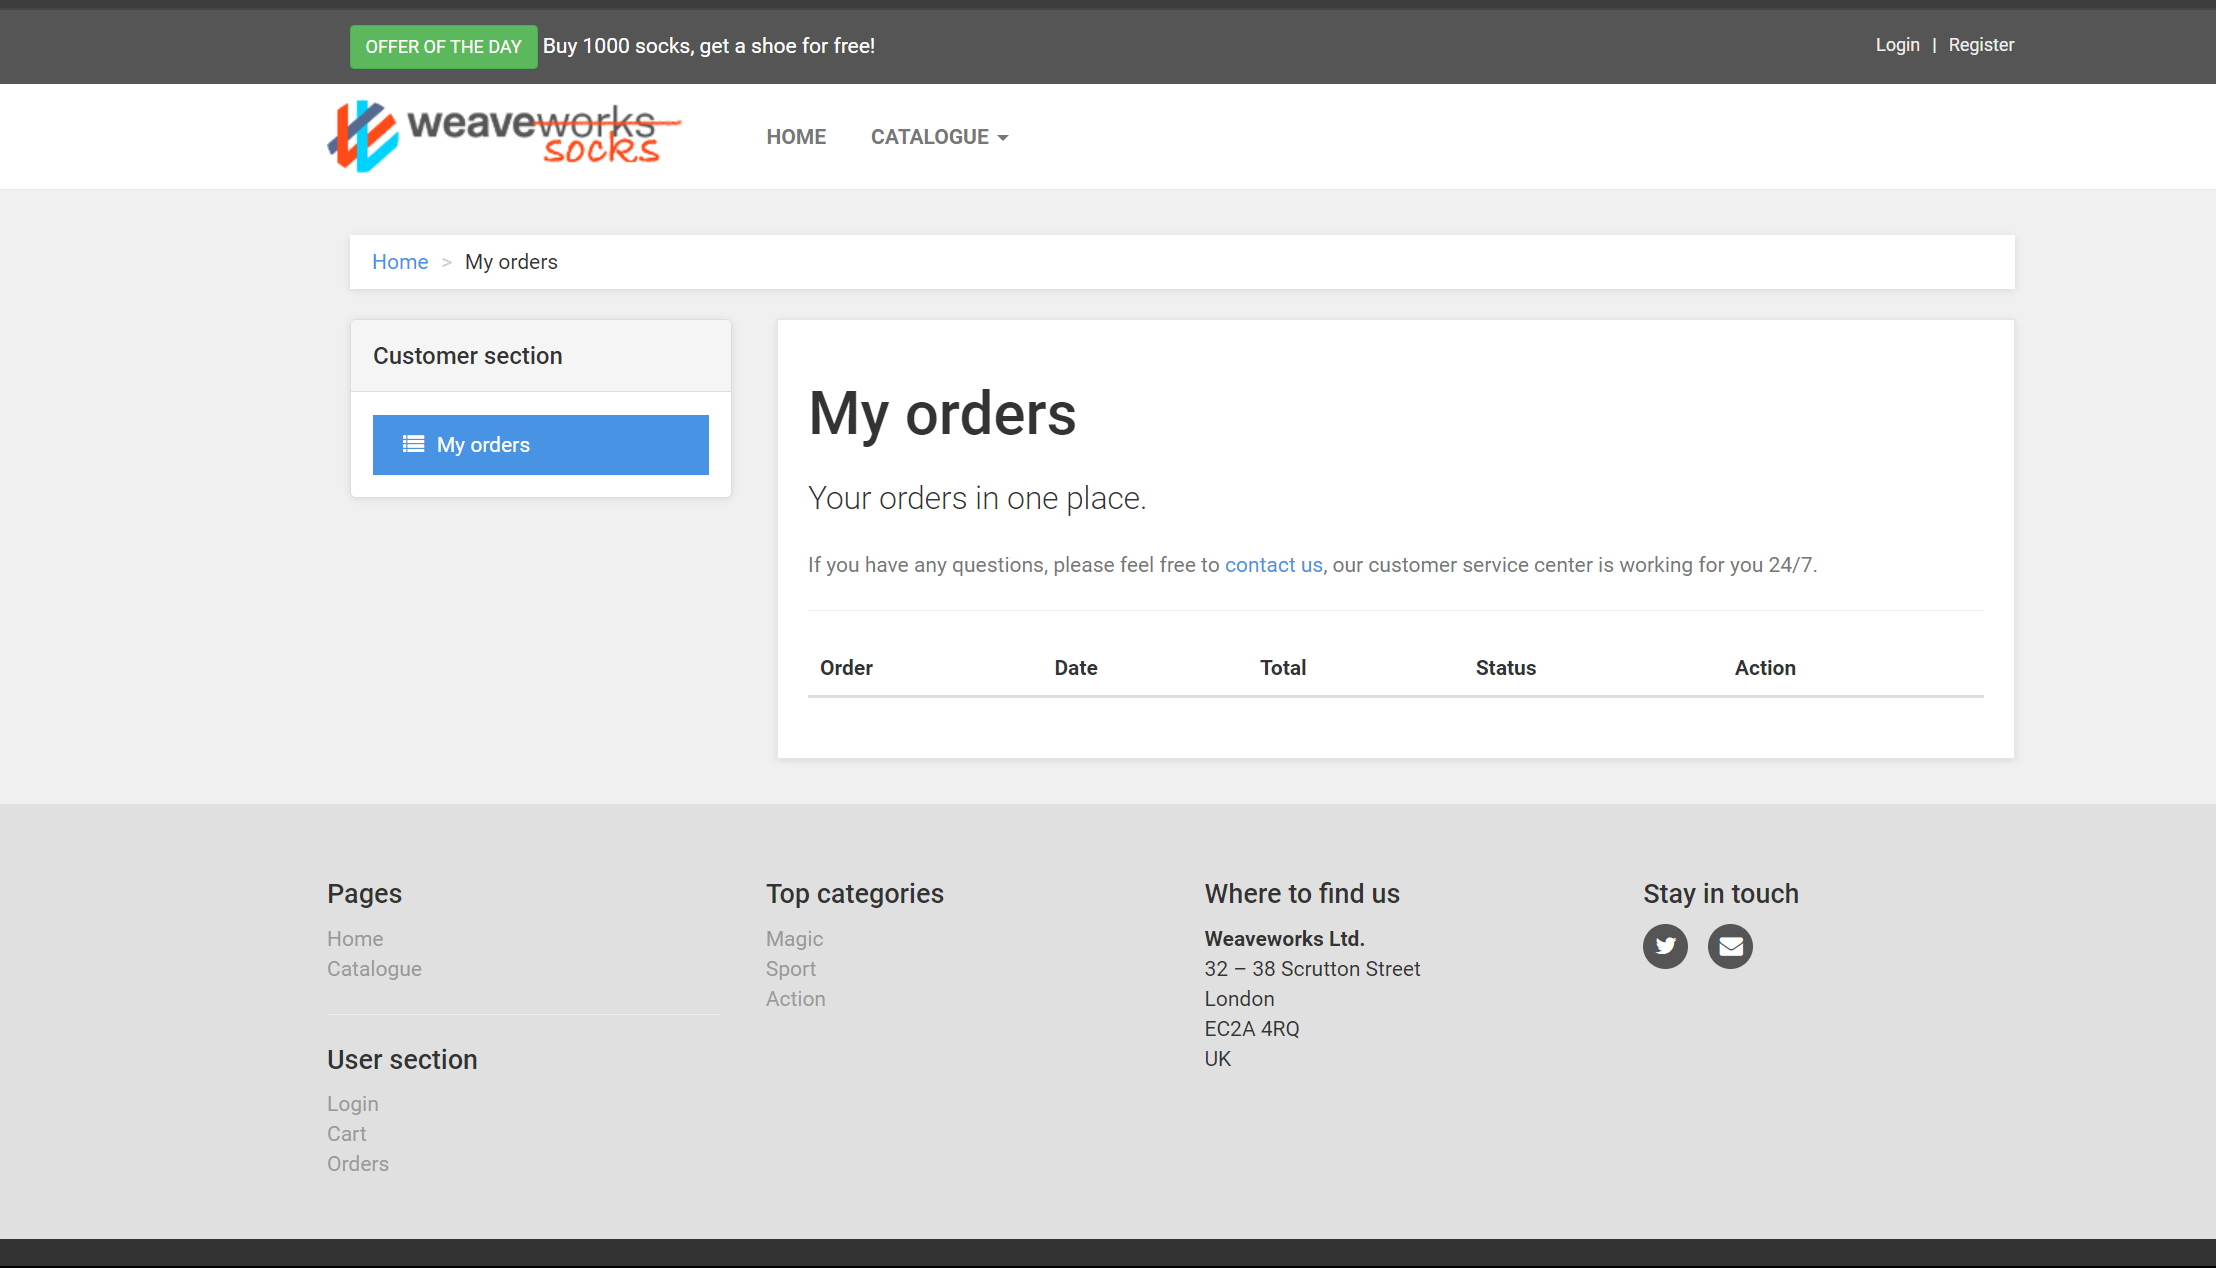 OFFER OF THE DAY Buy 1000 socks, get a shoe for free!
Login | Register
weaveworks
socks
HOME CATALOGUE
Home > My orders
Customer section
My orders
My orders
Your orders in one place.
If you have any questions, please feel free to contact us, our customer service center is working for you 24/7.
Order Date Total Status Action
Pages
Home
Catalogue
User section
Login
Cart
Orders
Top categories
Magic
Sport
Action
Where to find us
Weaveworks Ltd.
32 – 38 Scrutton Street
London
EC2A 4RQ
UK
Stay in touch